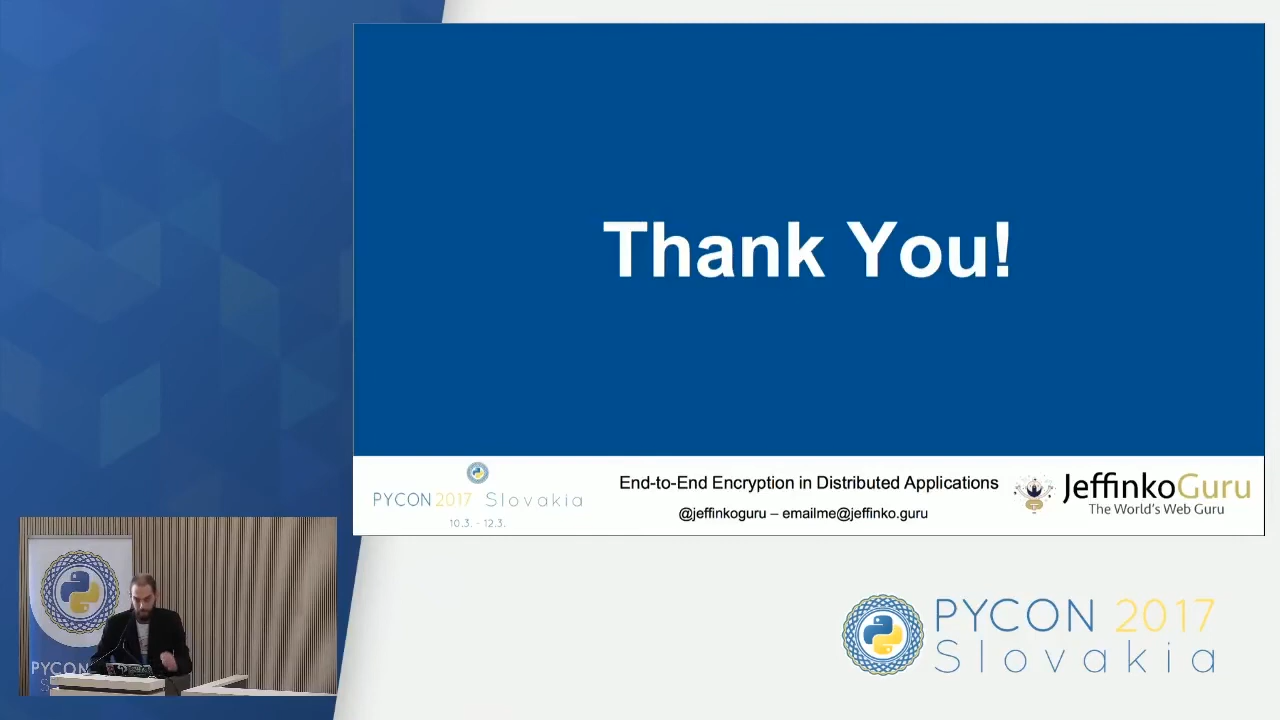 Thank You!
PYCON 2017 Slovakia
10.3. - 12.3.
End-to-End Encryption in Distributed Applications
@jeffinkoguru – emailme@jeffinko.guru
JeffinkoGuru
The World's Web Guru
PYCON
PYCON 2017
Slovakia